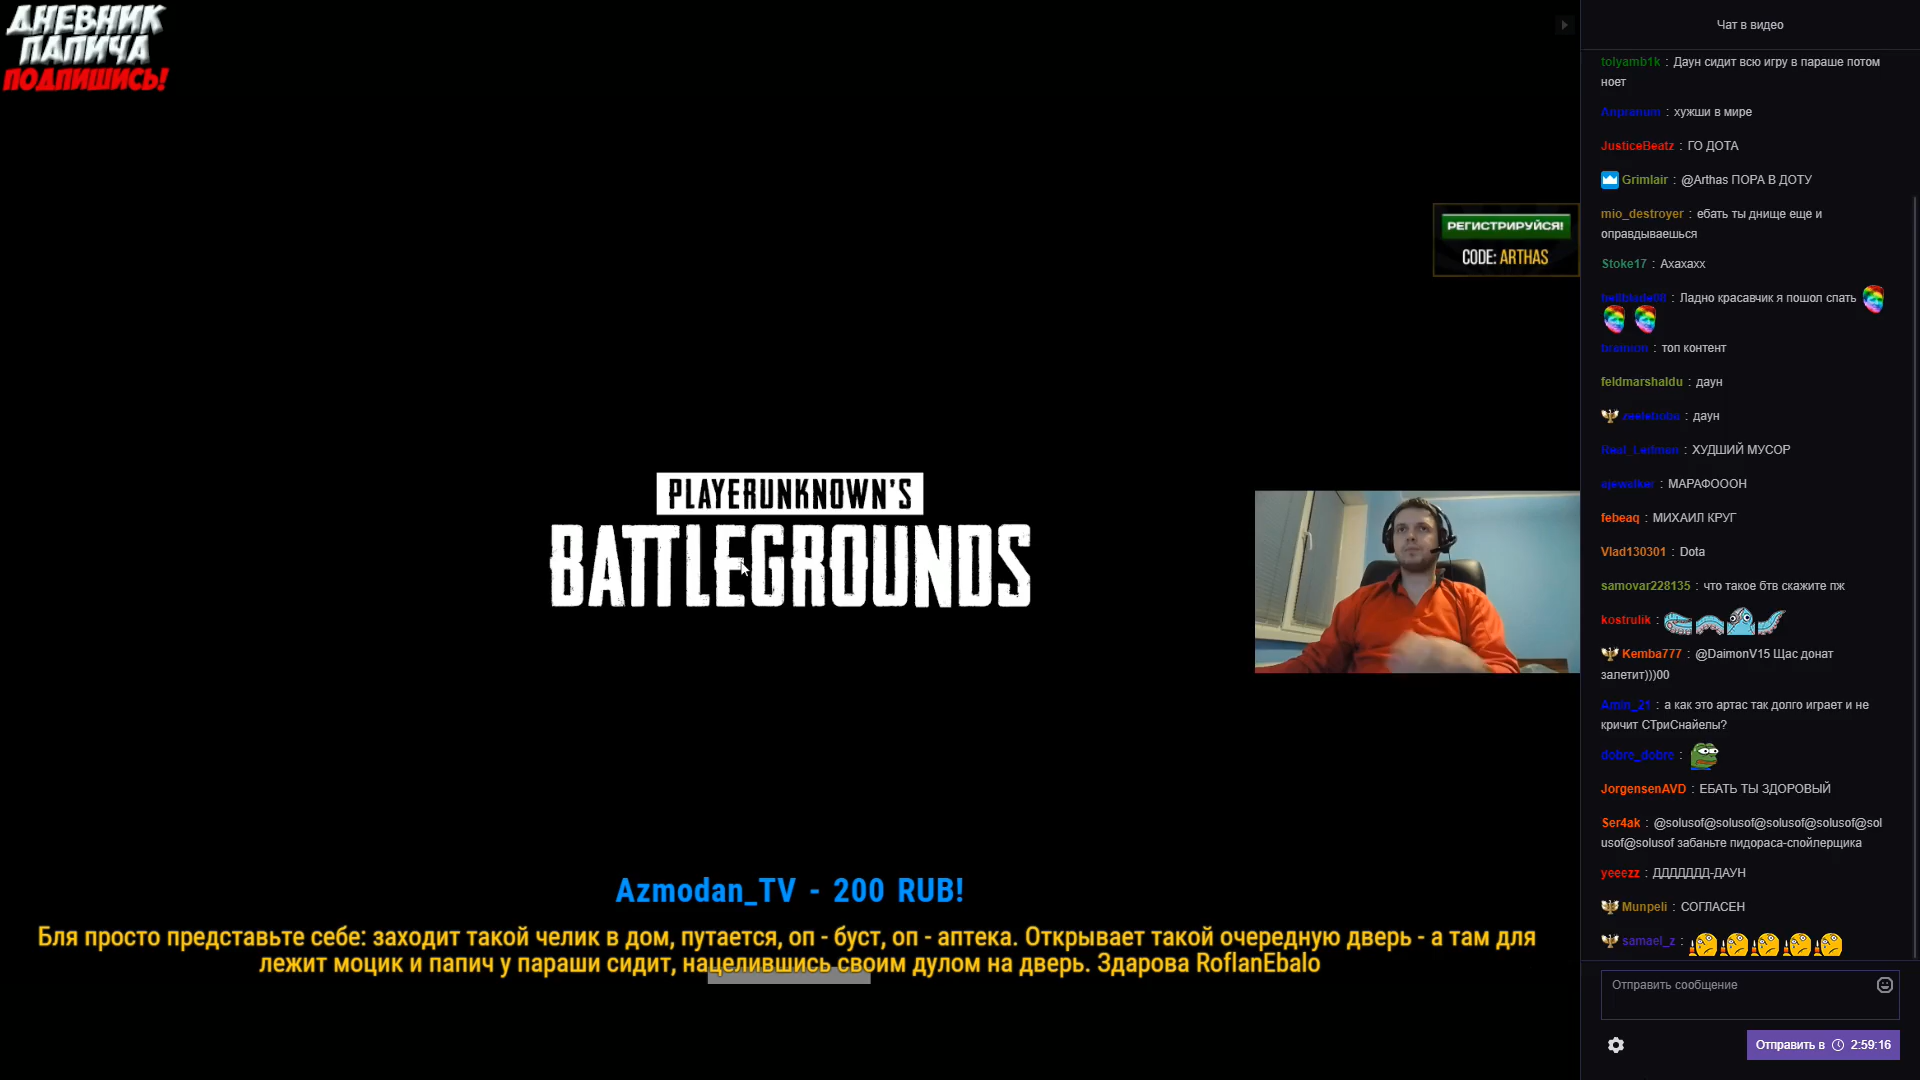 ДНЕВНИК
ПАПИЧА
ПОДПИШИСЬ!
РЕГИСТРИРУЙСЯ!
CODE: ARTHAS
PLAYERUNKNOWN'S
BATTLEGROUNDS
Azmodan_TV - 200 RUB!
Бля просто представьте себе: заходит такой челик в дом, путается, оп - буст, оп - аптека. Открывает такой очередную дверь - а там для
лежит моцик и папич у параши сидит, нацелившись своим дулом на дверь. Здарова RoflanEbalo
Чат в видео
tolyamb1k : Даун сидит всю игру в параше потом
ноет
: хужши в мире
JusticeBeatz : ГО ДОТА
Grimlair : @Arthas ПОРА В ДОТУ
mio_destroyer : ебать ты днище еще и
оправдываешься
Stoke17 : Ахахахх
: Ладно красавчик я пошол спать
: топ контент
feldmarshaldu : даун
: даун
: ХУДШИЙ МУСОР
ajewalker : МАРАФОООН
febeaq : МИХАИЛ КРУГ
Vlad130301 : Dota
samovar228135 : что такое бтв скажите пж
kostrulik :
Kemba777 : @DaimonV15 Щас донат
залетит)))00
Amin_21 : а как это артас так долго играет и не
кричит СТриСнайелы?
dobre_dobre :
JorgensenAVD : ЕБАТЬ ТЫ ЗДОРОВЫЙ
Ser4ak : @solusof@solusof@solusof@solusof@sol
usof@solusof забаньте пидораса-спойлерщика
yeeezz : ДДДДДДД-ДАУН
Munpeli : СОГЛАСЕН
samael_z :
Отправить сообщение
Отправить в 2:59:16